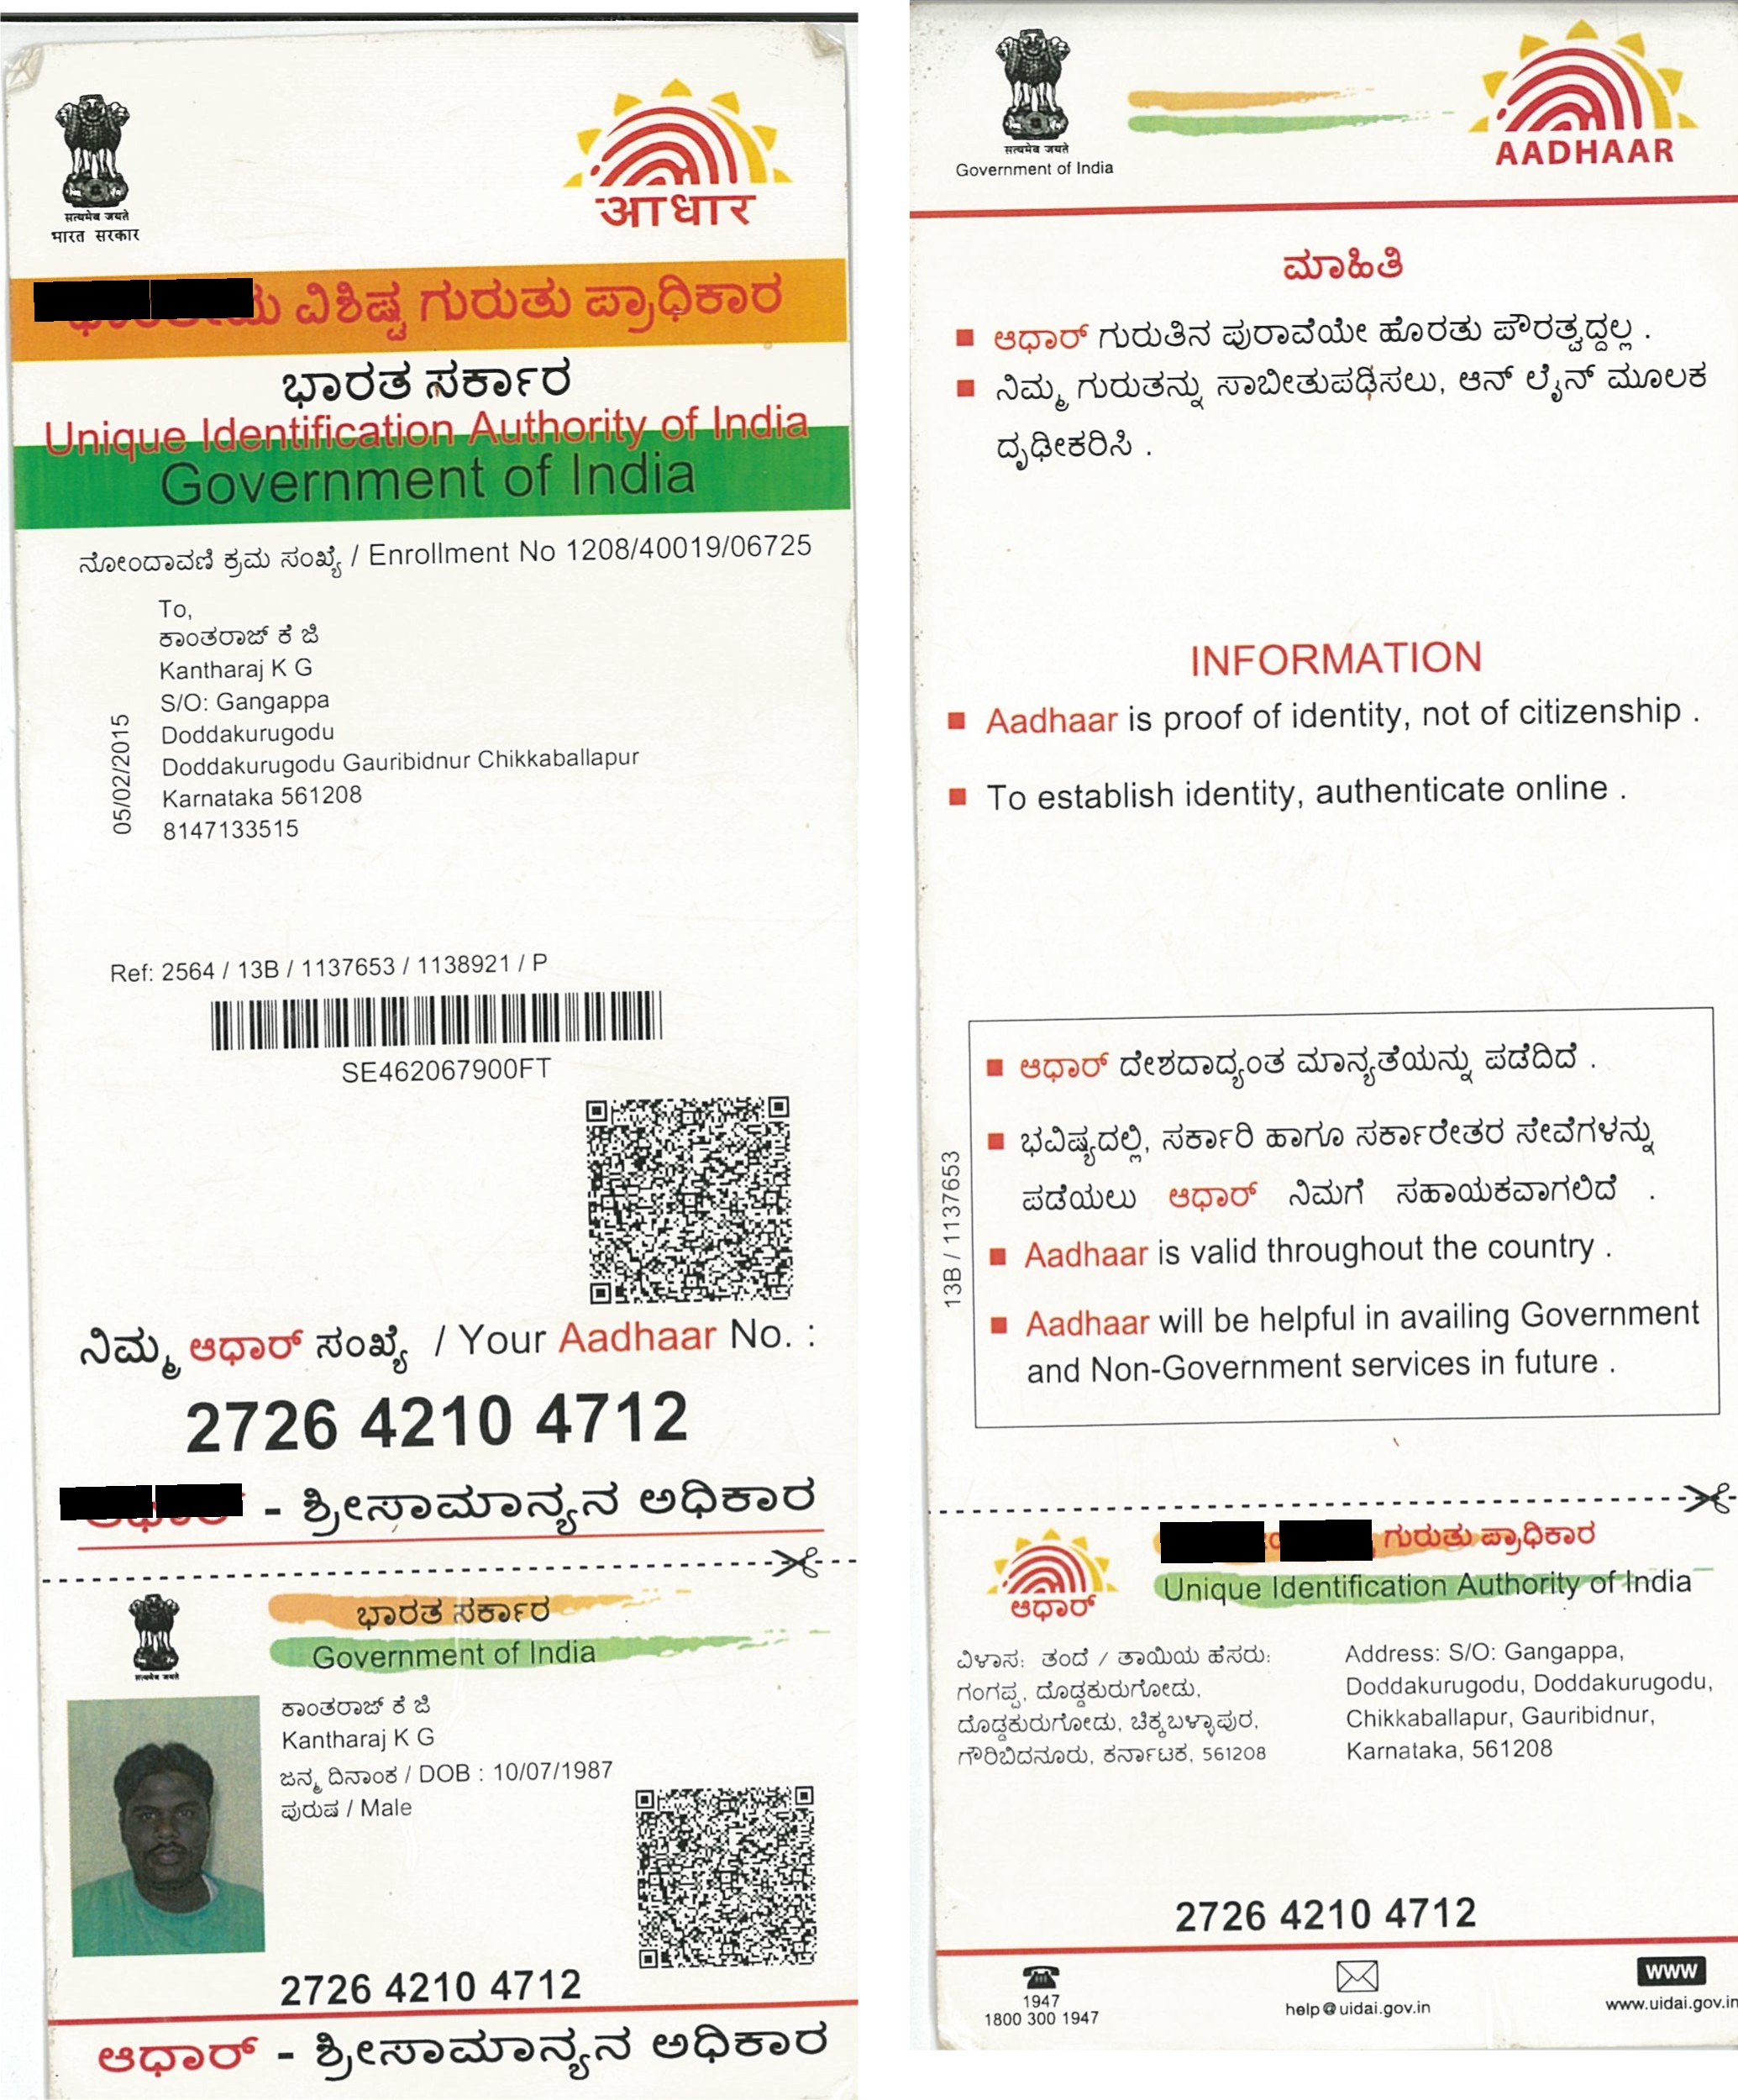 सत्यमेव जयते
भारत सरकार
आधार
ವಿಶಿಷ್ಟ ಗುರುತು ಪ್ರಾಧಿಕಾರ
ಭಾರತ ಸರ್ಕಾರ
Unique Identification Authority of India
Government of India
ನೋಂದಾವಣಿ ಕ್ರಮ ಸಂಖ್ಯೆ / Enrollment No 1208/40019/06725
To,
ಕಾಂತರಾಜ್ ಕೆ ಜಿ
Kantharaj K G
S/O: Gangappa
Doddakurugodu
Doddakurugodu Gauribidnur Chikkaballapur
Karnataka 561208
8147133515
05/02/2015
Ref: 2564 / 13B / 1137653 / 1138921 / P
SE462067900FT
ನಿಮ್ಮ ಆಧಾರ್ ಸಂಖ್ಯೆ / Your Aadhaar No. :
2726 4210 4712
- ಶ್ರೀಸಾಮಾನ್ಯನ ಅಧಿಕಾರ
सत्यमेव जयते
ಭಾರತ ಸರ್ಕಾರ
Government of India
ಕಾಂತರಾಜ್ ಕೆ ಜಿ
Kantharaj K G
ಜನ್ಮ ದಿನಾಂಕ / DOB : 10/07/1987
ಪುರುಷ / Male
2726 4210 4712
ಆಧಾರ್ - ಶ್ರೀಸಾಮಾನ್ಯನ ಅಧಿಕಾರ
सत्यमेव जयते
Government of India
AADHAAR
ಮಾಹಿತಿ
ಆಧಾರ್ ಗುರುತಿನ ಪುರಾವೆಯೇ ಹೊರತು ಪೌರತ್ವದ್ದಲ್ಲ .
ನಿಮ್ಮ ಗುರುತನ್ನು ಸಾಬೀತುಪಡಿಸಲು, ಆನ್ ಲೈನ್ ಮೂಲಕ
ದೃಢೀಕರಿಸಿ .
INFORMATION
Aadhaar is proof of identity, not of citizenship .
To establish identity, authenticate online .
ಆಧಾರ್ ದೇಶದಾದ್ಯಂತ ಮಾನ್ಯತೆಯನ್ನು ಪಡೆದಿದೆ .
ಭವಿಷ್ಯದಲ್ಲಿ, ಸರ್ಕಾರಿ ಹಾಗೂ ಸರ್ಕಾರೇತರ ಸೇವೆಗಳನ್ನು
ಪಡೆಯಲು ಆಧಾರ್ ನಿಮಗೆ ಸಹಾಯಕವಾಗಲಿದೆ .
Aadhaar is valid throughout the country .
Aadhaar will be helpful in availing Government
and Non-Government services in future .
13B / 1137653
ಆಧಾರ್
ಗುರುತು ಪ್ರಾಧಿಕಾರ
Unique Identification Authority of India
ವಿಳಾಸ: ತಂದೆ / ತಾಯಿಯ ಹೆಸರು:
ಗಂಗಪ್ಪ, ದೊಡ್ಡಕುರುಗೋಡು,
ದೊಡ್ಡಕುರುಗೋಡು, ಚಿಕ್ಕಬಳ್ಳಾಪುರ,
ಗೌರಿಬಿದನೂರು, ಕರ್ನಾಟಕ, 561208
Address: S/O: Gangappa,
Doddakurugodu, Doddakurugodu,
Chikkaballapur, Gauribidnur,
Karnataka, 561208
2726 4210 4712
1947
1800 300 1947
help@uidai.gov.in
www
www.uidai.gov.in